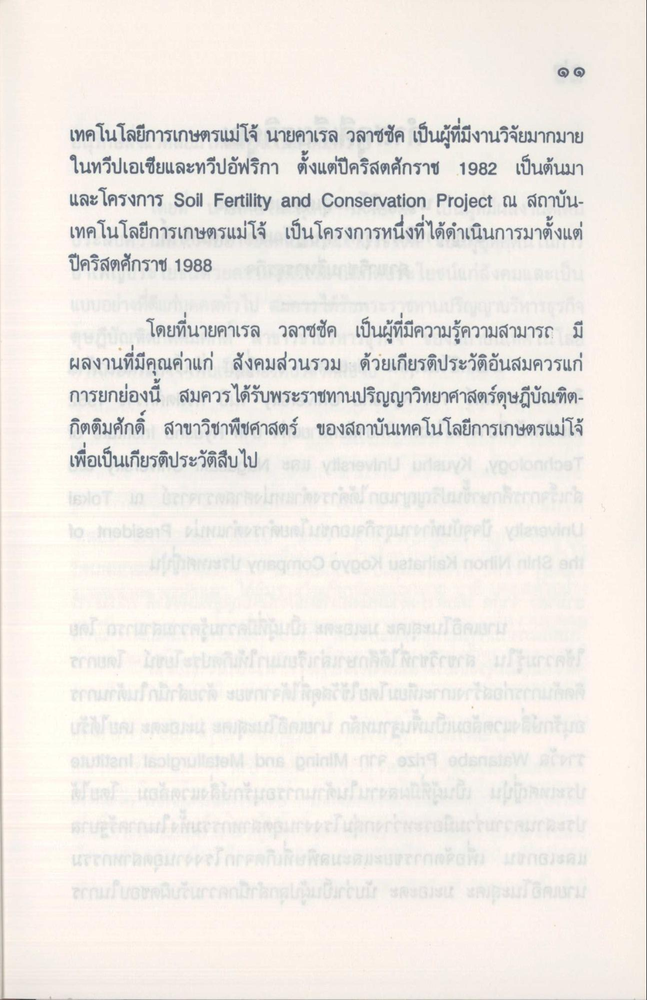 ๑๑
เทคโนโลยีการเกษตรแม่โจ้ นายคาเรล วลาซซัค เป็นผู้ที่มีงานวิจัยมากมาย
ในทวีปเอเซียและทวีปอัฟริกา ตั้งแต่ปีคริสตศักราช 1982 เป็นต้นมา
และโครงการ Soil Fertility and Conservation Project ณ สถาบัน-
เทคโนโลยีการเกษตรแม่โจ้ เป็นโครงการหนึ่งที่ได้ดำเนินการมาตั้งแต่
ปีคริสตศักราช 1988
โดยที่นายคาเรล วลาซซัค เป็นผู้ที่มีความรู้ความสามารถ มี
ผลงานที่มีคุณค่าแก่ สังคมส่วนรวม ด้วยเกียรติประวัติอันสมควรแก่
การยกย่องนี้ สมควรได้รับพระราชทานปริญญาวิทยาศาสตร์ดุษฎีบัณฑิต-
กิตติมศักดิ์ สาขาวิชาพืชศาสตร์ ของสถาบันเทคโนโลยีการเกษตรแม่โจ้
เพื่อเป็นเกียรติประวัติสืบไป